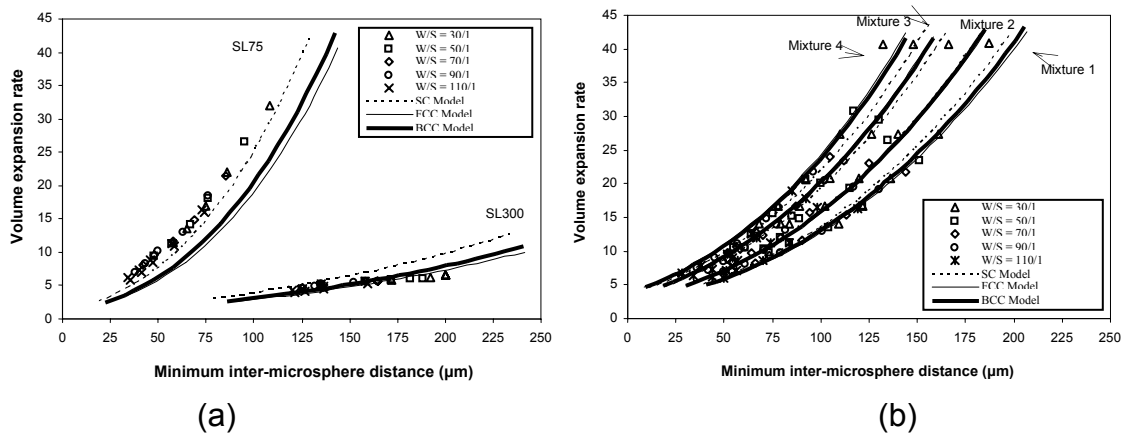 (a)
Volume expansion rate
45
40
35
30
25
20
15
10
5
0
0 25 50 75 100 125 150 175 200 225 250
Minimum inter-microsphere distance (µm)
SL75
SL300
W/S = 30/1
W/S = 50/1
W/S = 70/1
W/S = 90/1
W/S = 110/1
SC Model
FCC Model
BCC Model
(b)
Volume expansion rate
45
40
35
30
25
20
15
10
5
0
0 25 50 75 100 125 150 175 200 225 250
Minimum inter-microsphere distance (µm)
Mixture 4
Mixture 3
Mixture 2
Mixture 1
W/S = 30/1
W/S = 50/1
W/S = 70/1
W/S = 90/1
W/S = 110/1
SC Model
FCC Model
BCC Model